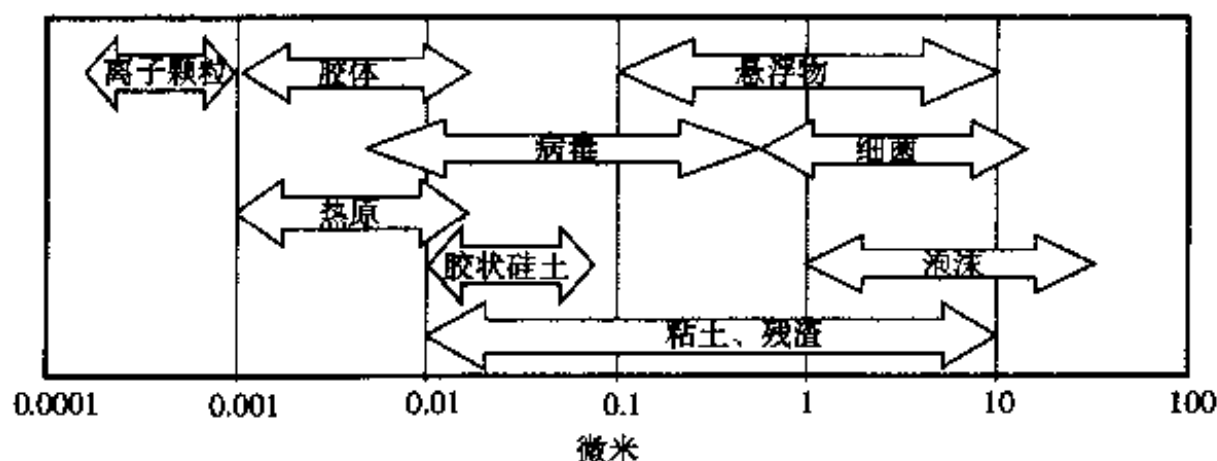 离子颗粒 胶体 悬浮物
病毒 细菌
热原
胶状硅土 泡沫
粘土、残渣
0.0001 0.001 0.01 0.1 1 10 100
微米